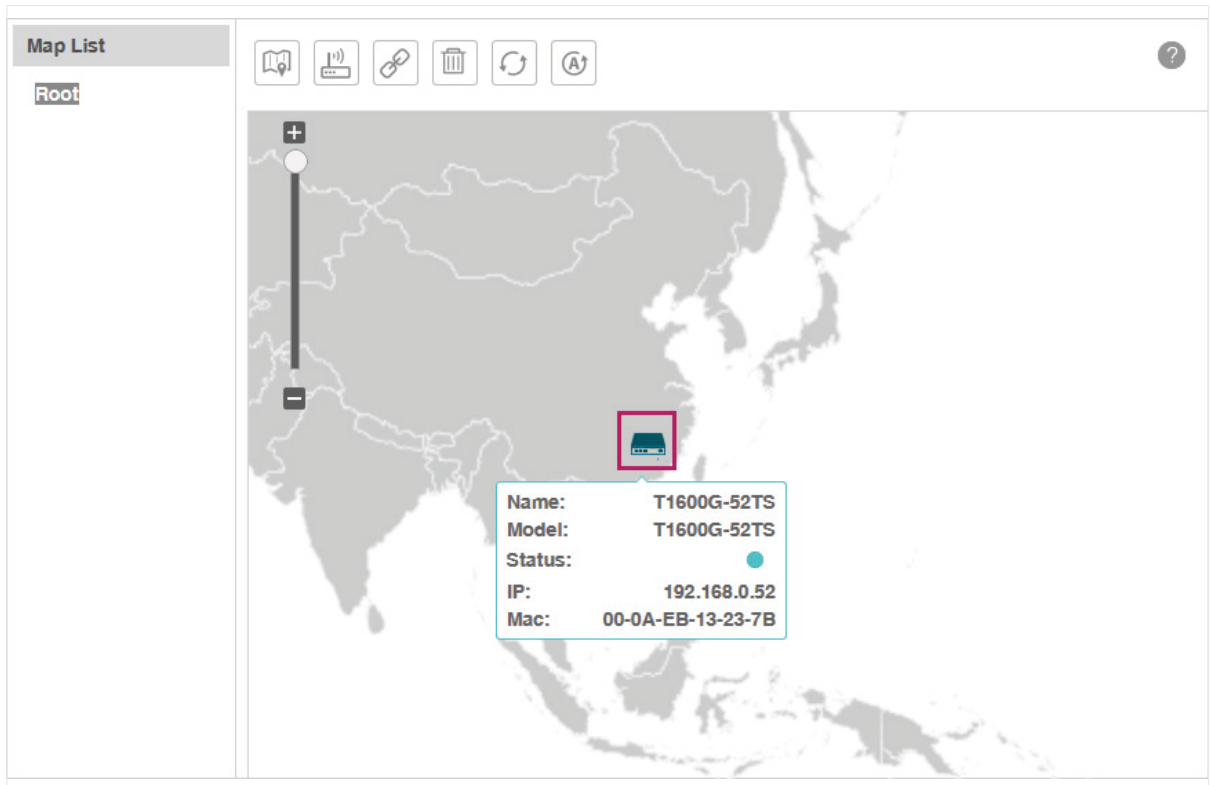 Map List
Root
A
?
Name: T1600G-52TS
Model: T1600G-52TS
Status:
IP: 192.168.0.52
Mac: 00-0A-EB-13-23-7B